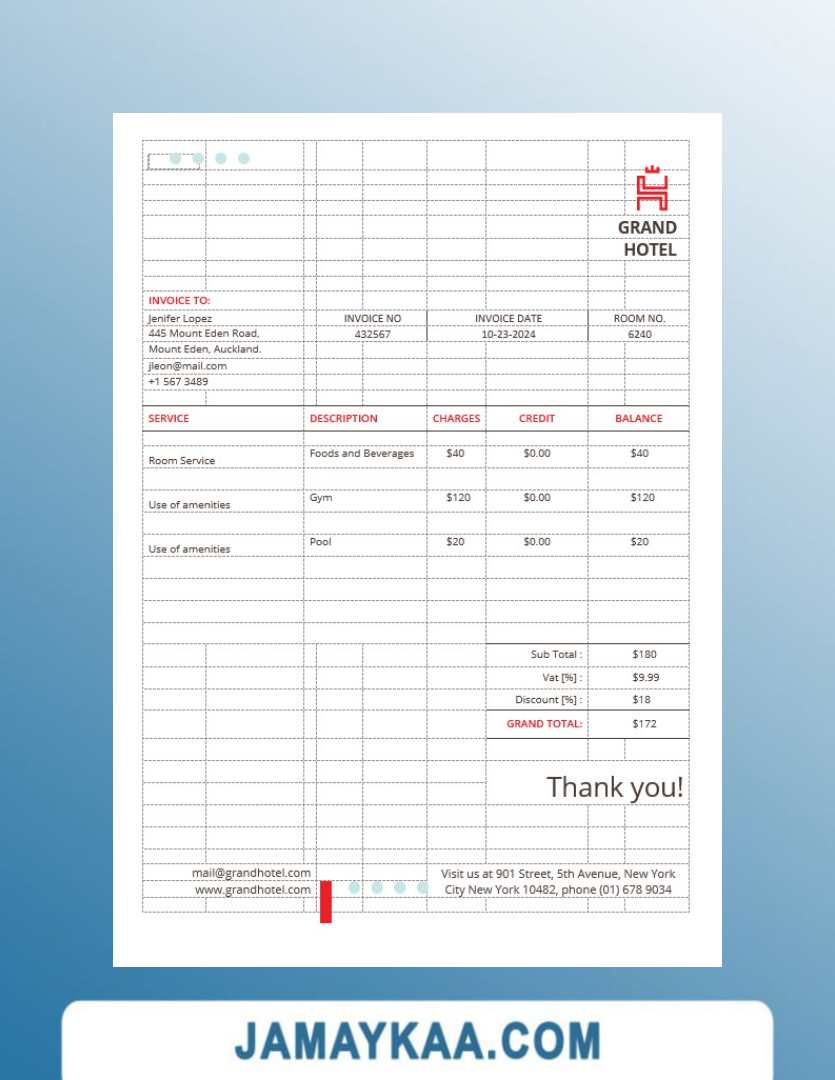 GRAND
HOTEL
INVOICE TO:
Jenifer Lopez INVOICE NO INVOICE DATE ROOM NO.
445 Mount Eden Road, 432567 10-23-2024 6240
Mount Eden, Auckland.
jleon@mail.com
+1 567 3489
SERVICE DESCRIPTION CHARGES CREDIT BALANCE
Room Service Foods and Beverages $40 $0.00 $40
Use of amenities Gym $120 $0.00 $120
Use of amenities Pool $20 $0.00 $20
Sub Total : $180
Vat [%] : $9.99
Discount [%] : $18
GRAND TOTAL: $172
Thank you!
mail@grandhotel.com Visit us at 901 Street, 5th Avenue, New York
www.grandhotel.com City New York 10482, phone (01) 678 9034
JAMAYKAA.COM